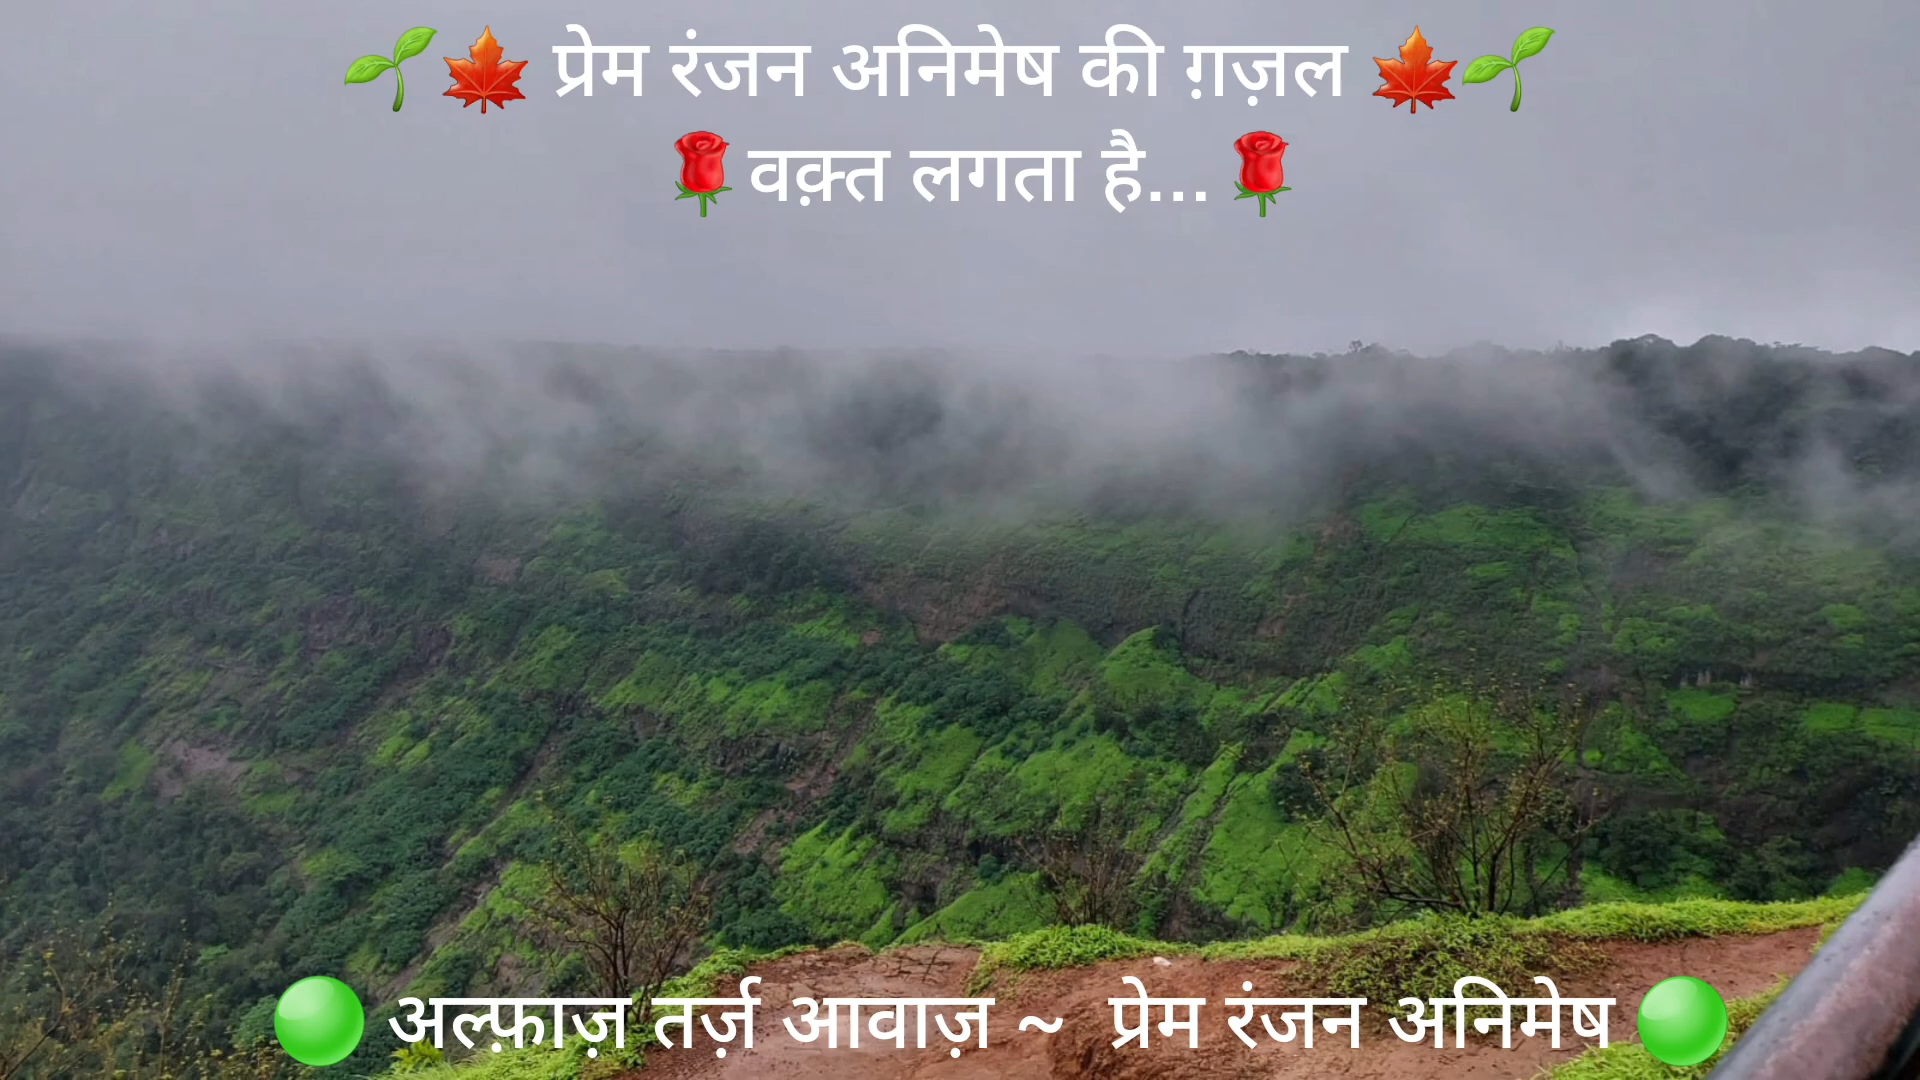 🌱🍁 प्रेम रंजन अनिमेष की ग़ज़ल 🍁🌱
🌹वक़्त लगता है...🌹
🟢 अल्फ़ाज़ तर्ज़ आवाज़ ~ प्रेम रंजन अनिमेष 🟢